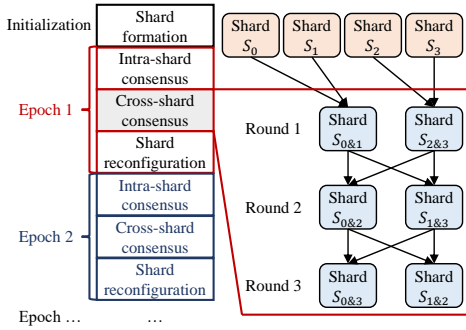 Initialization
Shard
formation
Epoch 1
Intra-shard
consensus
Cross-shard
consensus
Shard
reconfiguration
Epoch 2
Intra-shard
consensus
Cross-shard
consensus
Shard
reconfiguration
Epoch ...
...
Shard
S0
Shard
S1
Shard
S2
Shard
S3
Round 1
Shard
S0&1
Shard
S2&3
Round 2
Shard
S0&2
Shard
S1&3
Round 3
Shard
S0&3
Shard
S1&2